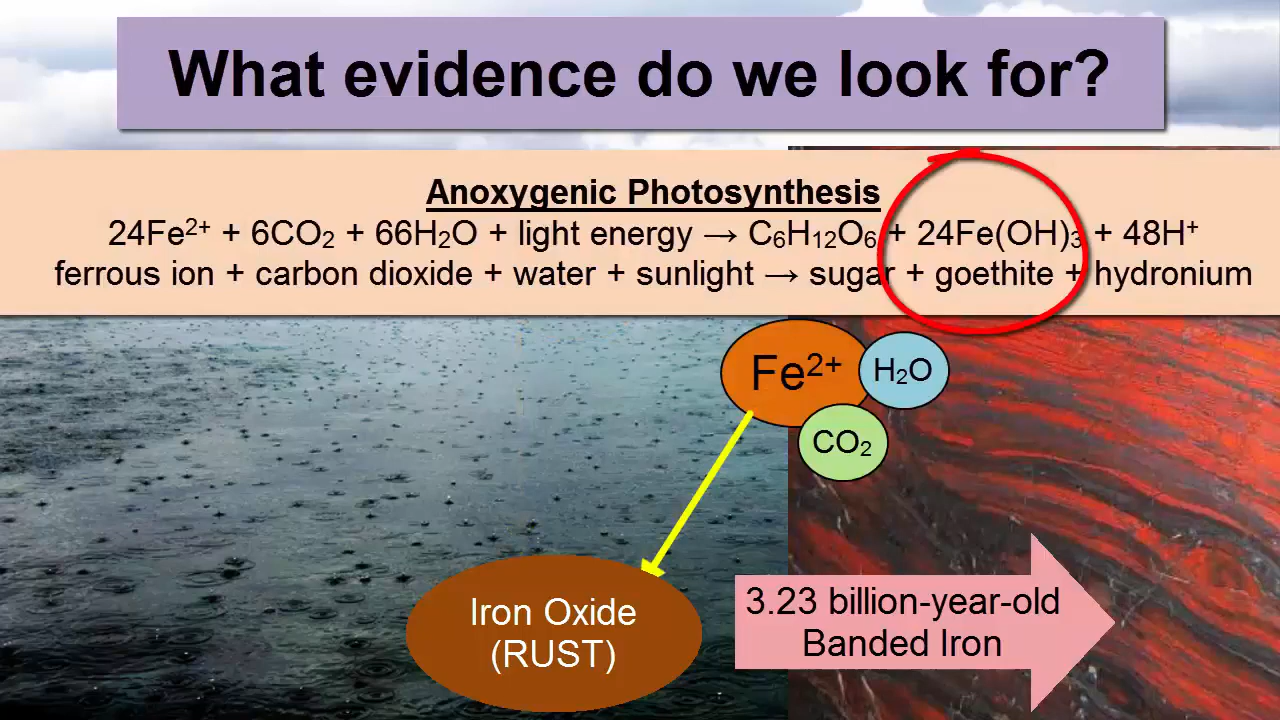 What evidence do we look for?
Anoxygenic Photosynthesis
24Fe²⁺ + 6CO₂ + 66H₂O + light energy → C₆H₁₂O₆ + 24Fe(OH)₃ + 48H⁺
ferrous ion + carbon dioxide + water + sunlight → sugar + goethite + hydronium
Fe²⁺
H₂O
CO₂
Iron Oxide
(RUST)
3.23 billion-year-old
Banded Iron